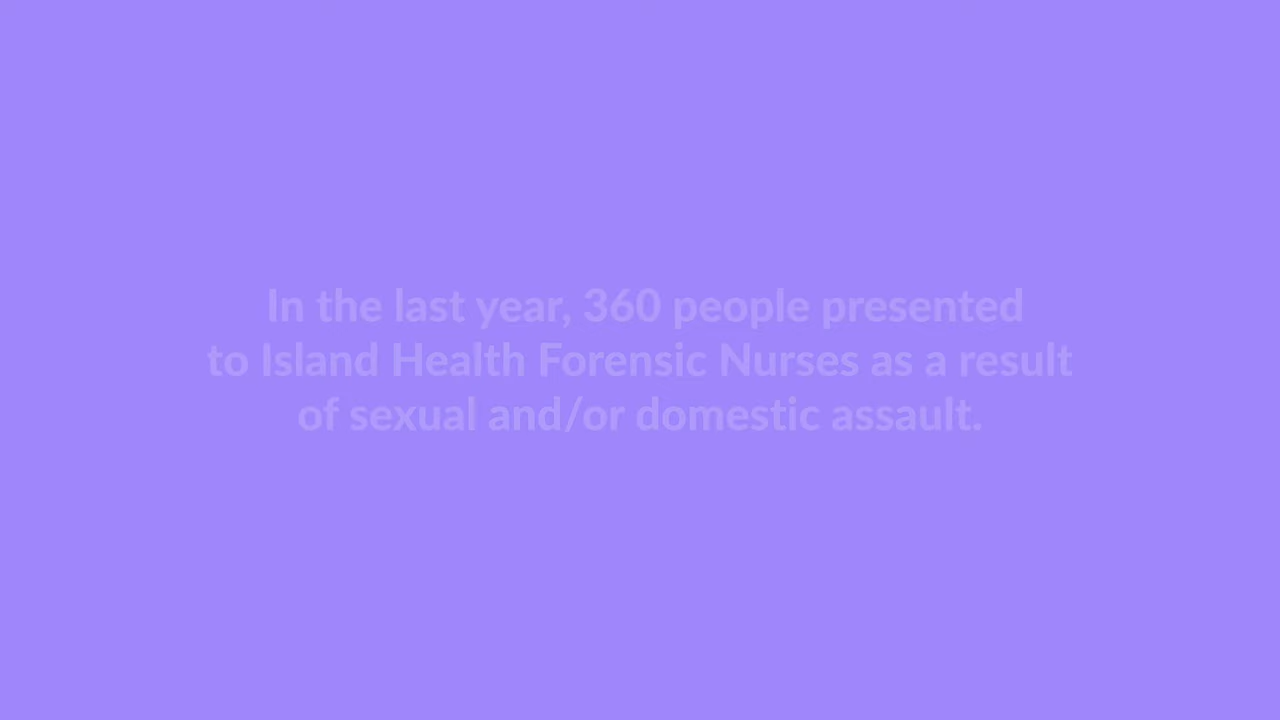 In the last year, 360 people presented
to Island Health Forensic Nurses as a result
of sexual and/or domestic assault.